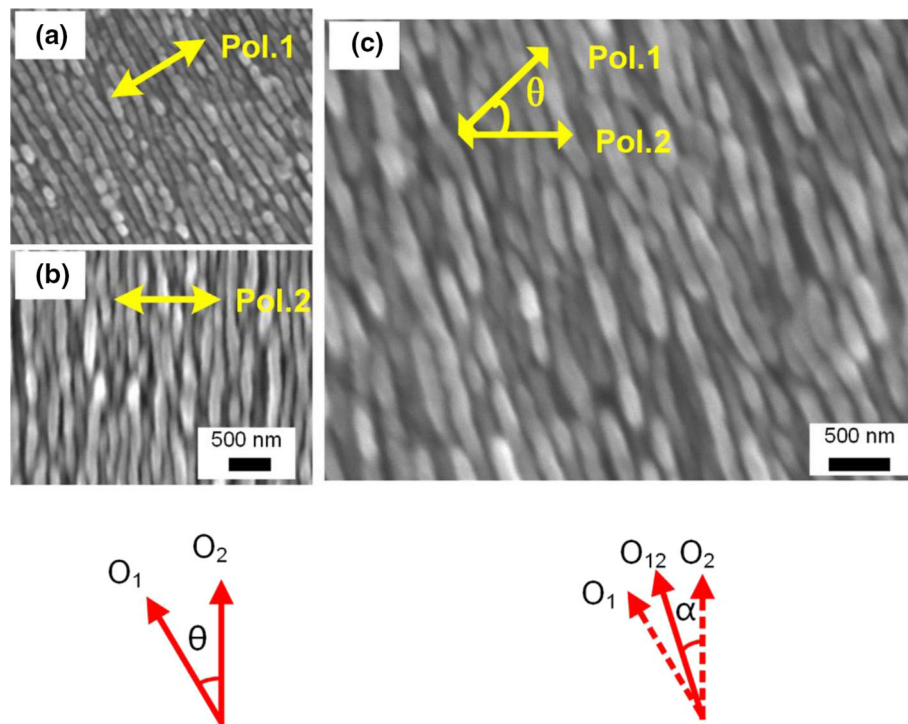 (a)
Pol.1
(b)
Pol.2
500 nm
(c)
Pol.1
θ
Pol.2
500 nm
O₁
O₂
θ
O₁
O₁₂
O₂
α